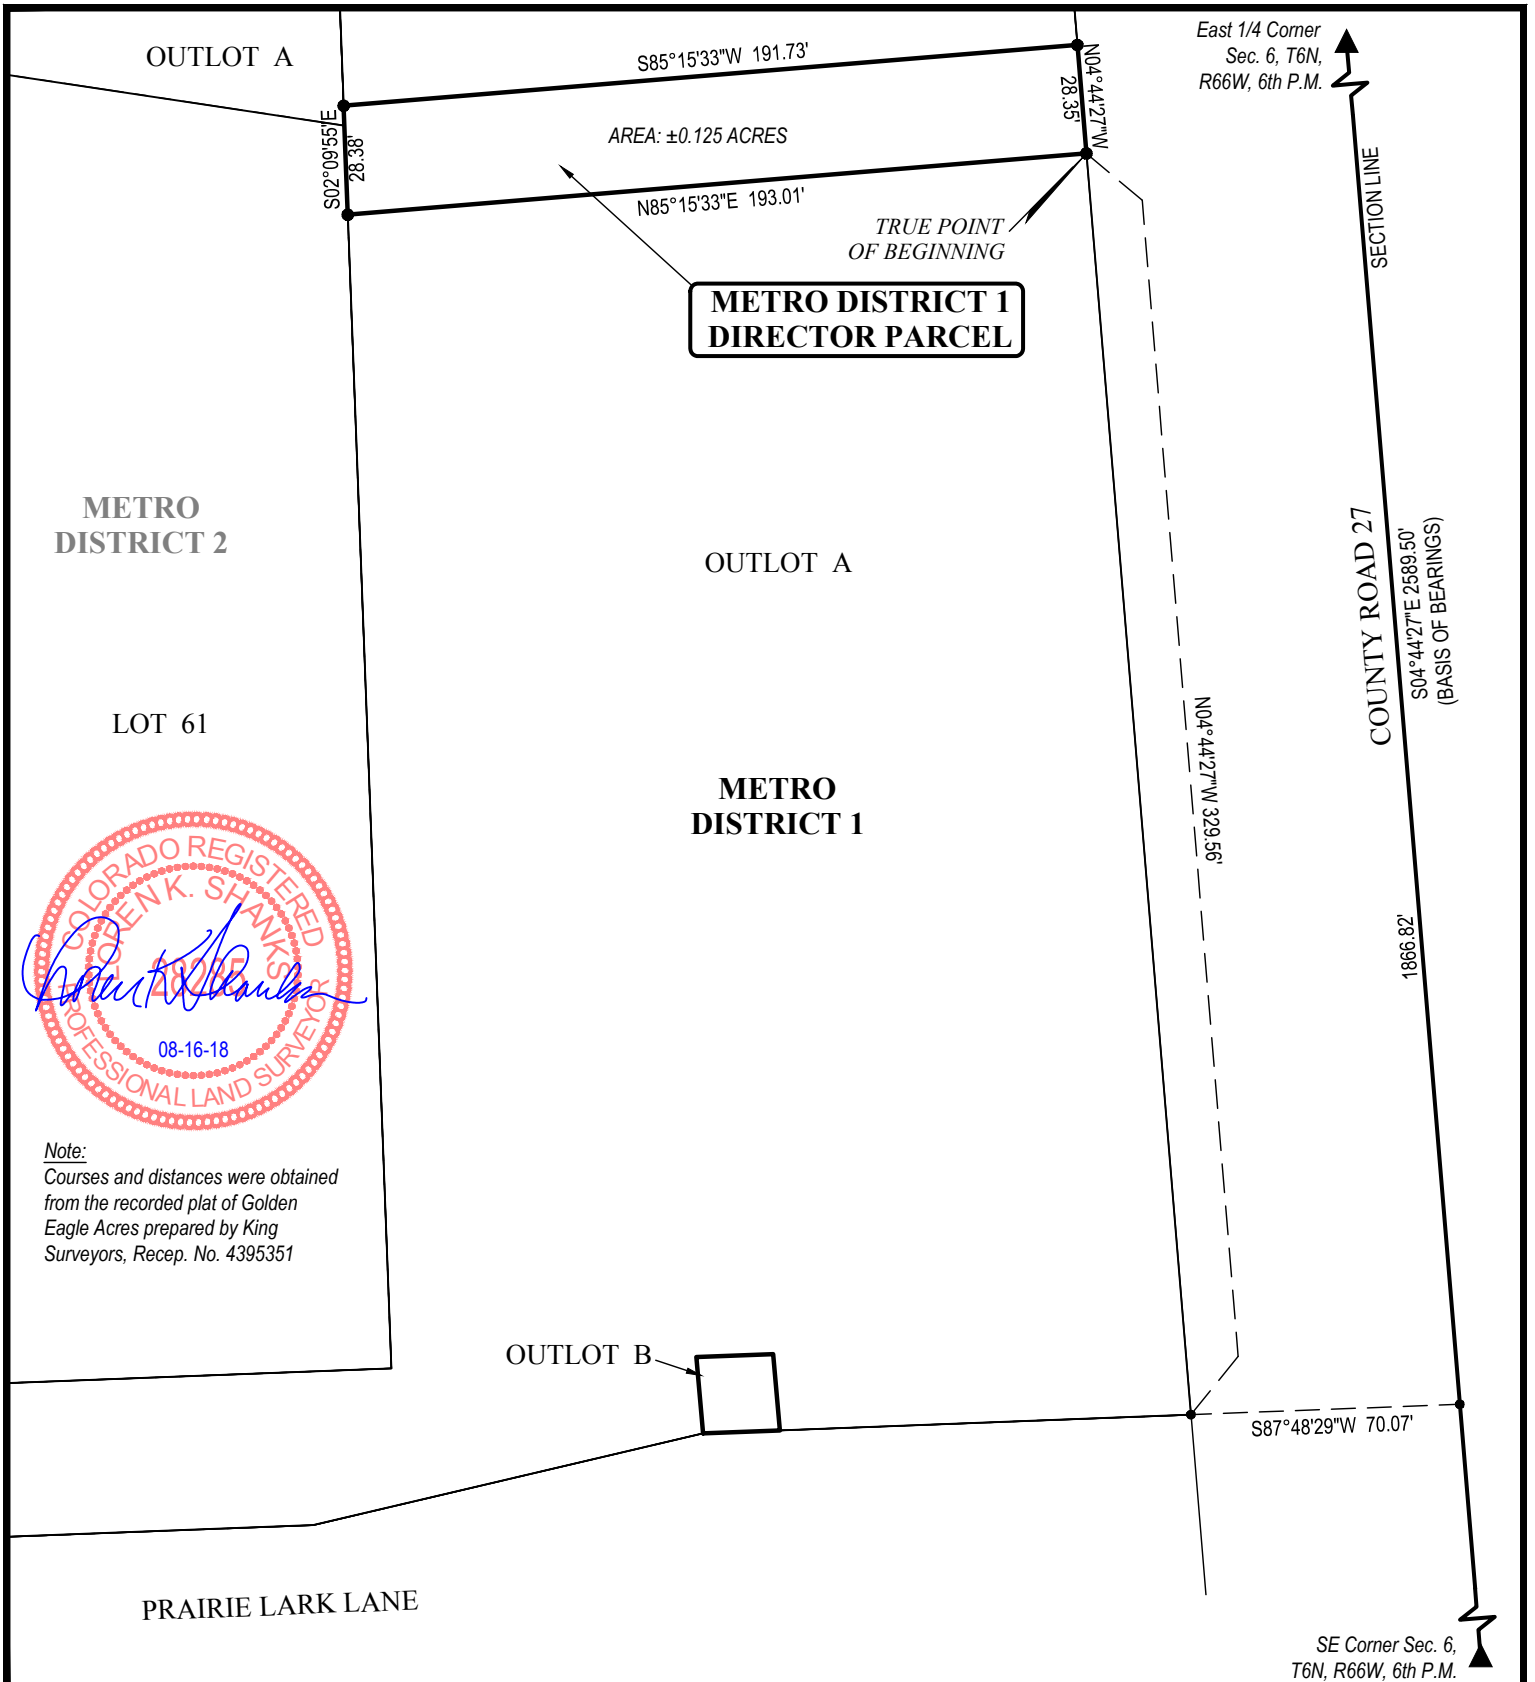 OUTLOT A
S85°15'33"W 191.73'
N04°44'27"W
28.35'
East 1/4 Corner
Sec. 6, T6N,
R66W, 6th P.M.
S02°09'55"E
28.38'
AREA: ±0.125 ACRES
N85°15'33"E 193.01'
TRUE POINT
OF BEGINNING
SECTION LINE
METRO DISTRICT 1
DIRECTOR PARCEL
METRO
DISTRICT 2
OUTLOT A
COUNTY ROAD 27
S04°44'27"E 2589.50'
(BASIS OF BEARINGS)
LOT 61
N04°44'27"W 329.56'
METRO
DISTRICT 1
1866.82'
COLORADO REGISTERED
LOREN K. SHANKS
28285
08-16-18
PROFESSIONAL LAND SURVEYOR
Note:
Courses and distances were obtained
from the recorded plat of Golden
Eagle Acres prepared by King
Surveyors, Recep. No. 4395351
OUTLOT B
S87°48'29"W 70.07'
PRAIRIE LARK LANE
SE Corner Sec. 6,
T6N, R66W, 6th P.M.